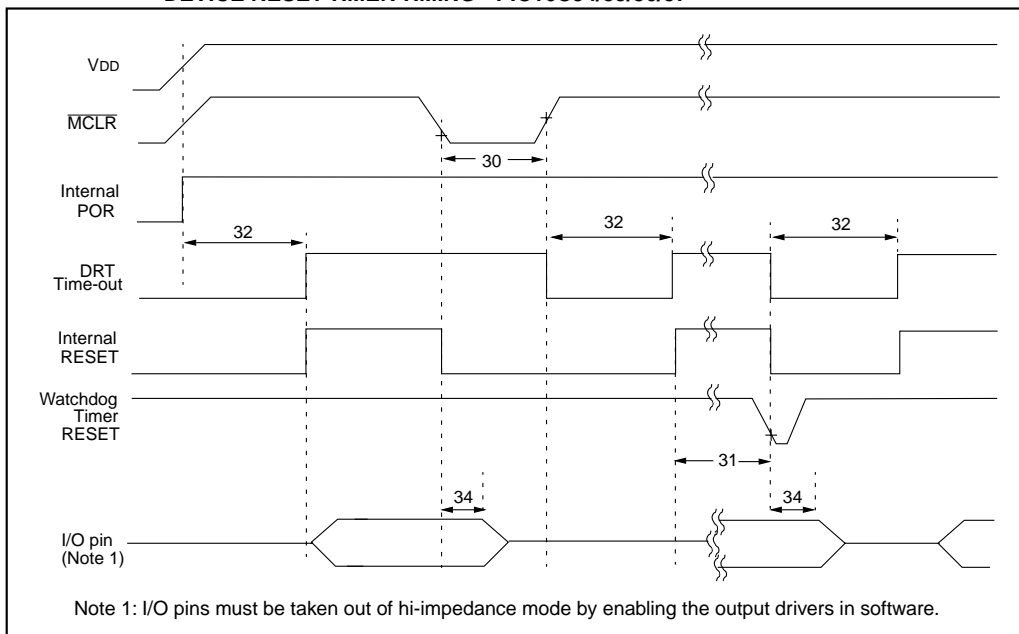 VDD
MCLR
30
Internal
POR
32
32
32
DRT
Time-out
Internal
RESET
Watchdog
Timer
RESET
31
34
34
I/O pin
(Note 1)
Note 1: I/O pins must be taken out of hi-impedance mode by enabling the output drivers in software.